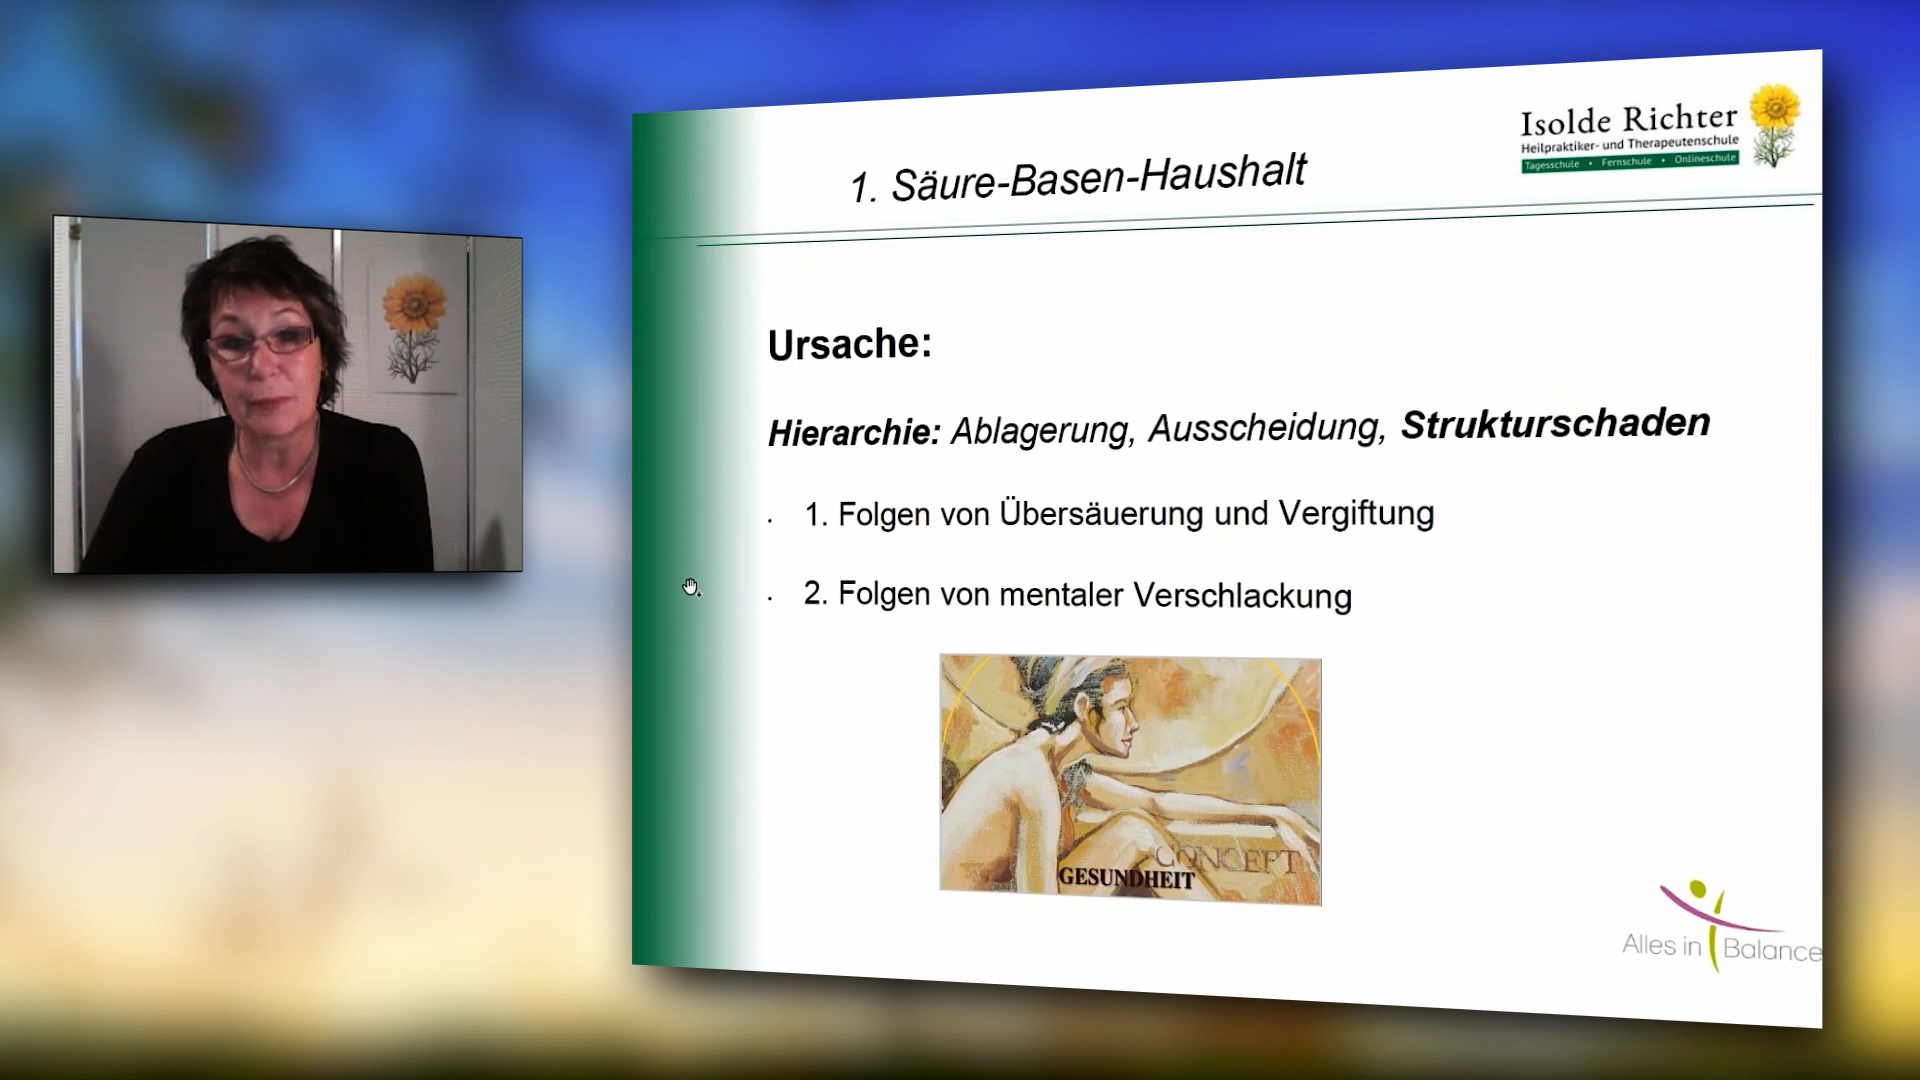 Isolde Richter
Heilpraktiker- und Therapeutenschule
Tagesschule • Fernschule • Onlineschule
1. Säure-Basen-Haushalt
Ursache:
Hierarchie: Ablagerung, Ausscheidung, Strukturschaden
. 1. Folgen von Übersäuerung und Vergiftung
. 2. Folgen von mentaler Verschlackung
CONCEPT
GESUNDHEIT
Alles in Balance